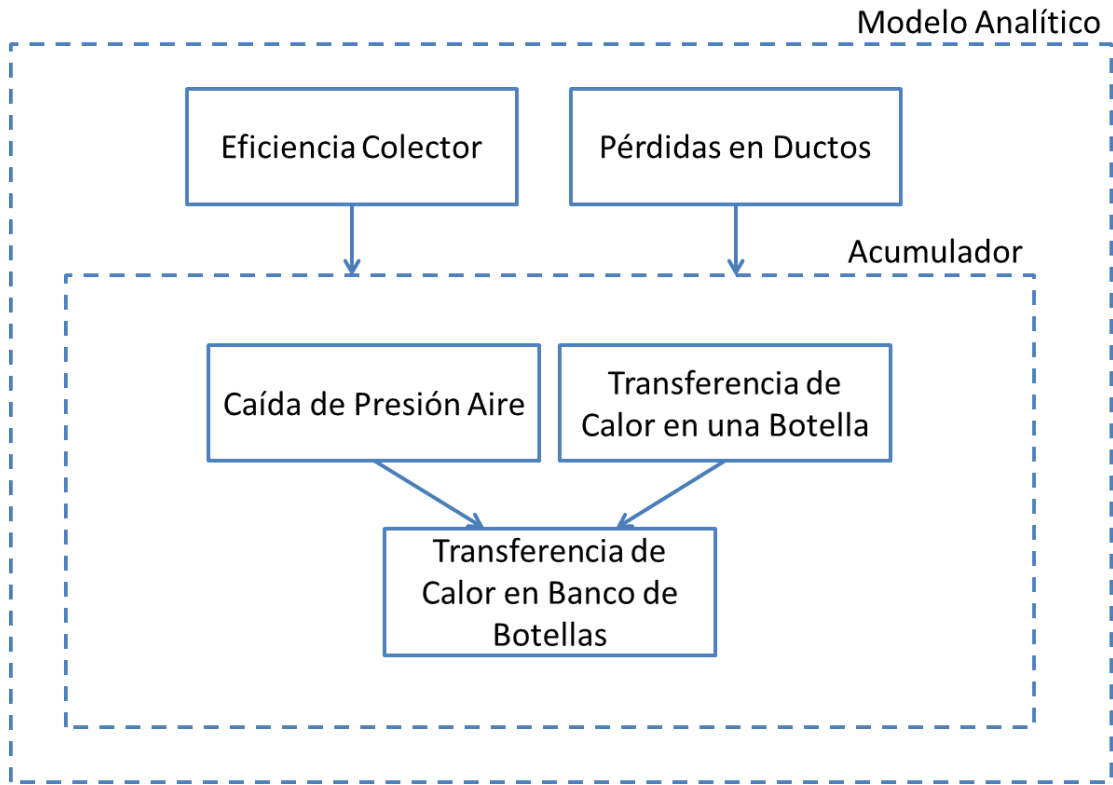 Modelo Analítico
Eficiencia Colector
Pérdidas en Ductos
Acumulador
Caída de Presión Aire
Transferencia de
Calor en una Botella
Transferencia de
Calor en Banco de
Botellas